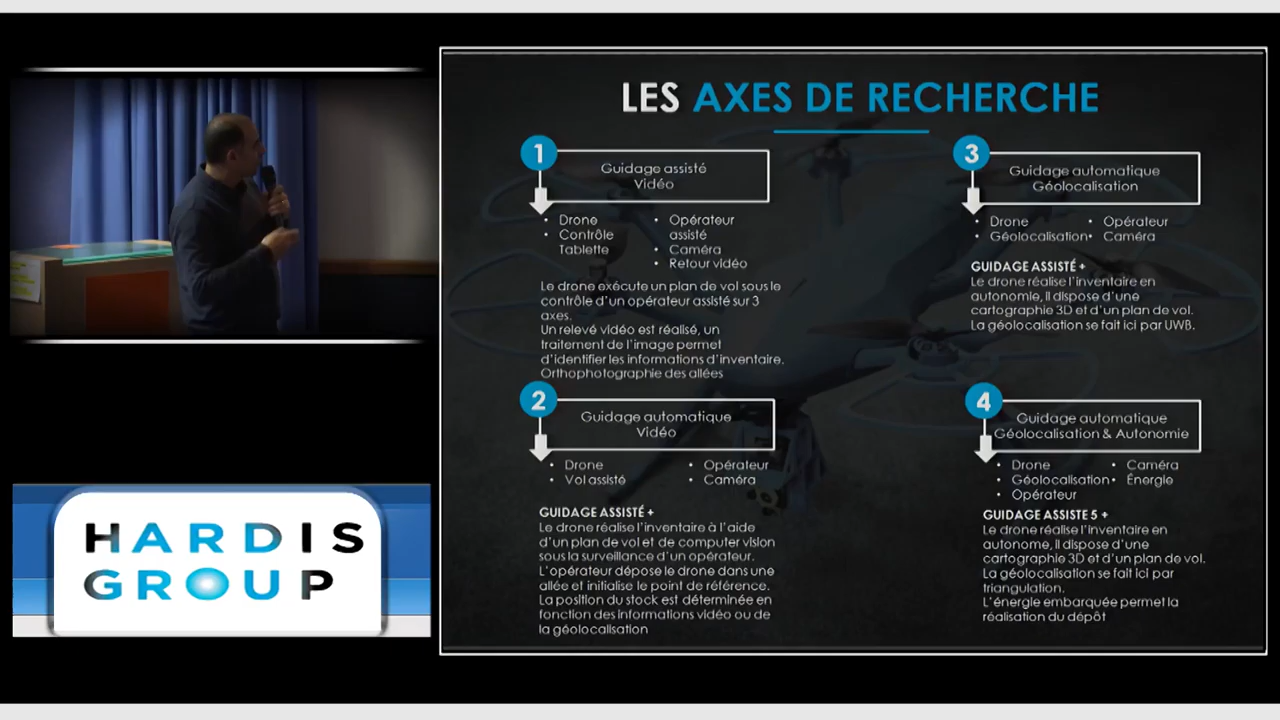 LES AXES DE RECHERCHE
1
Guidage assisté
Vidéo
• Drone
• Contrôle
Tablette
• Opérateur
assisté
• Caméra
• Retour vidéo
Le drone exécute un plan de vol sous le
contrôle d'un opérateur assisté sur 3
axes.
Un relevé vidéo est réalisé, un
traitement de l'image permet
d'identifier les informations d'inventaire.
Orthophotographie des allées
2
Guidage automatique
Vidéo
• Drone
• Vol assisté
• Opérateur
• Caméra
GUIDAGE ASSISTÉ +
Le drone réalise l'inventaire à l'aide
d'un plan de vol et de computer vision
sous la surveillance d'un opérateur.
L'opérateur dépose le drone dans une
allée et initialise le point de référence.
La position du stock est déterminée en
fonction des informations vidéo ou de
la géolocalisation
3
Guidage automatique
Géolocalisation
• Drone
• Géolocalisation
• Opérateur
• Caméra
GUIDAGE ASSISTÉ +
Le drone réalise l'inventaire en
autonomie, il dispose d'une
cartographie 3D et d'un plan de vol.
La géolocalisation se fait ici par UWB.
4
Guidage automatique
Géolocalisation & Autonomie
• Drone
• Géolocalisation
• Opérateur
• Caméra
• Énergie
GUIDAGE ASSISTE 5 +
Le drone réalise l'inventaire en
autonome, il dispose d'une
cartographie 3D et d'un plan de vol.
La géolocalisation se fait ici par
triangulation.
L'énergie embarquée permet la
réalisation du dépôt
HARDIS
GROUP